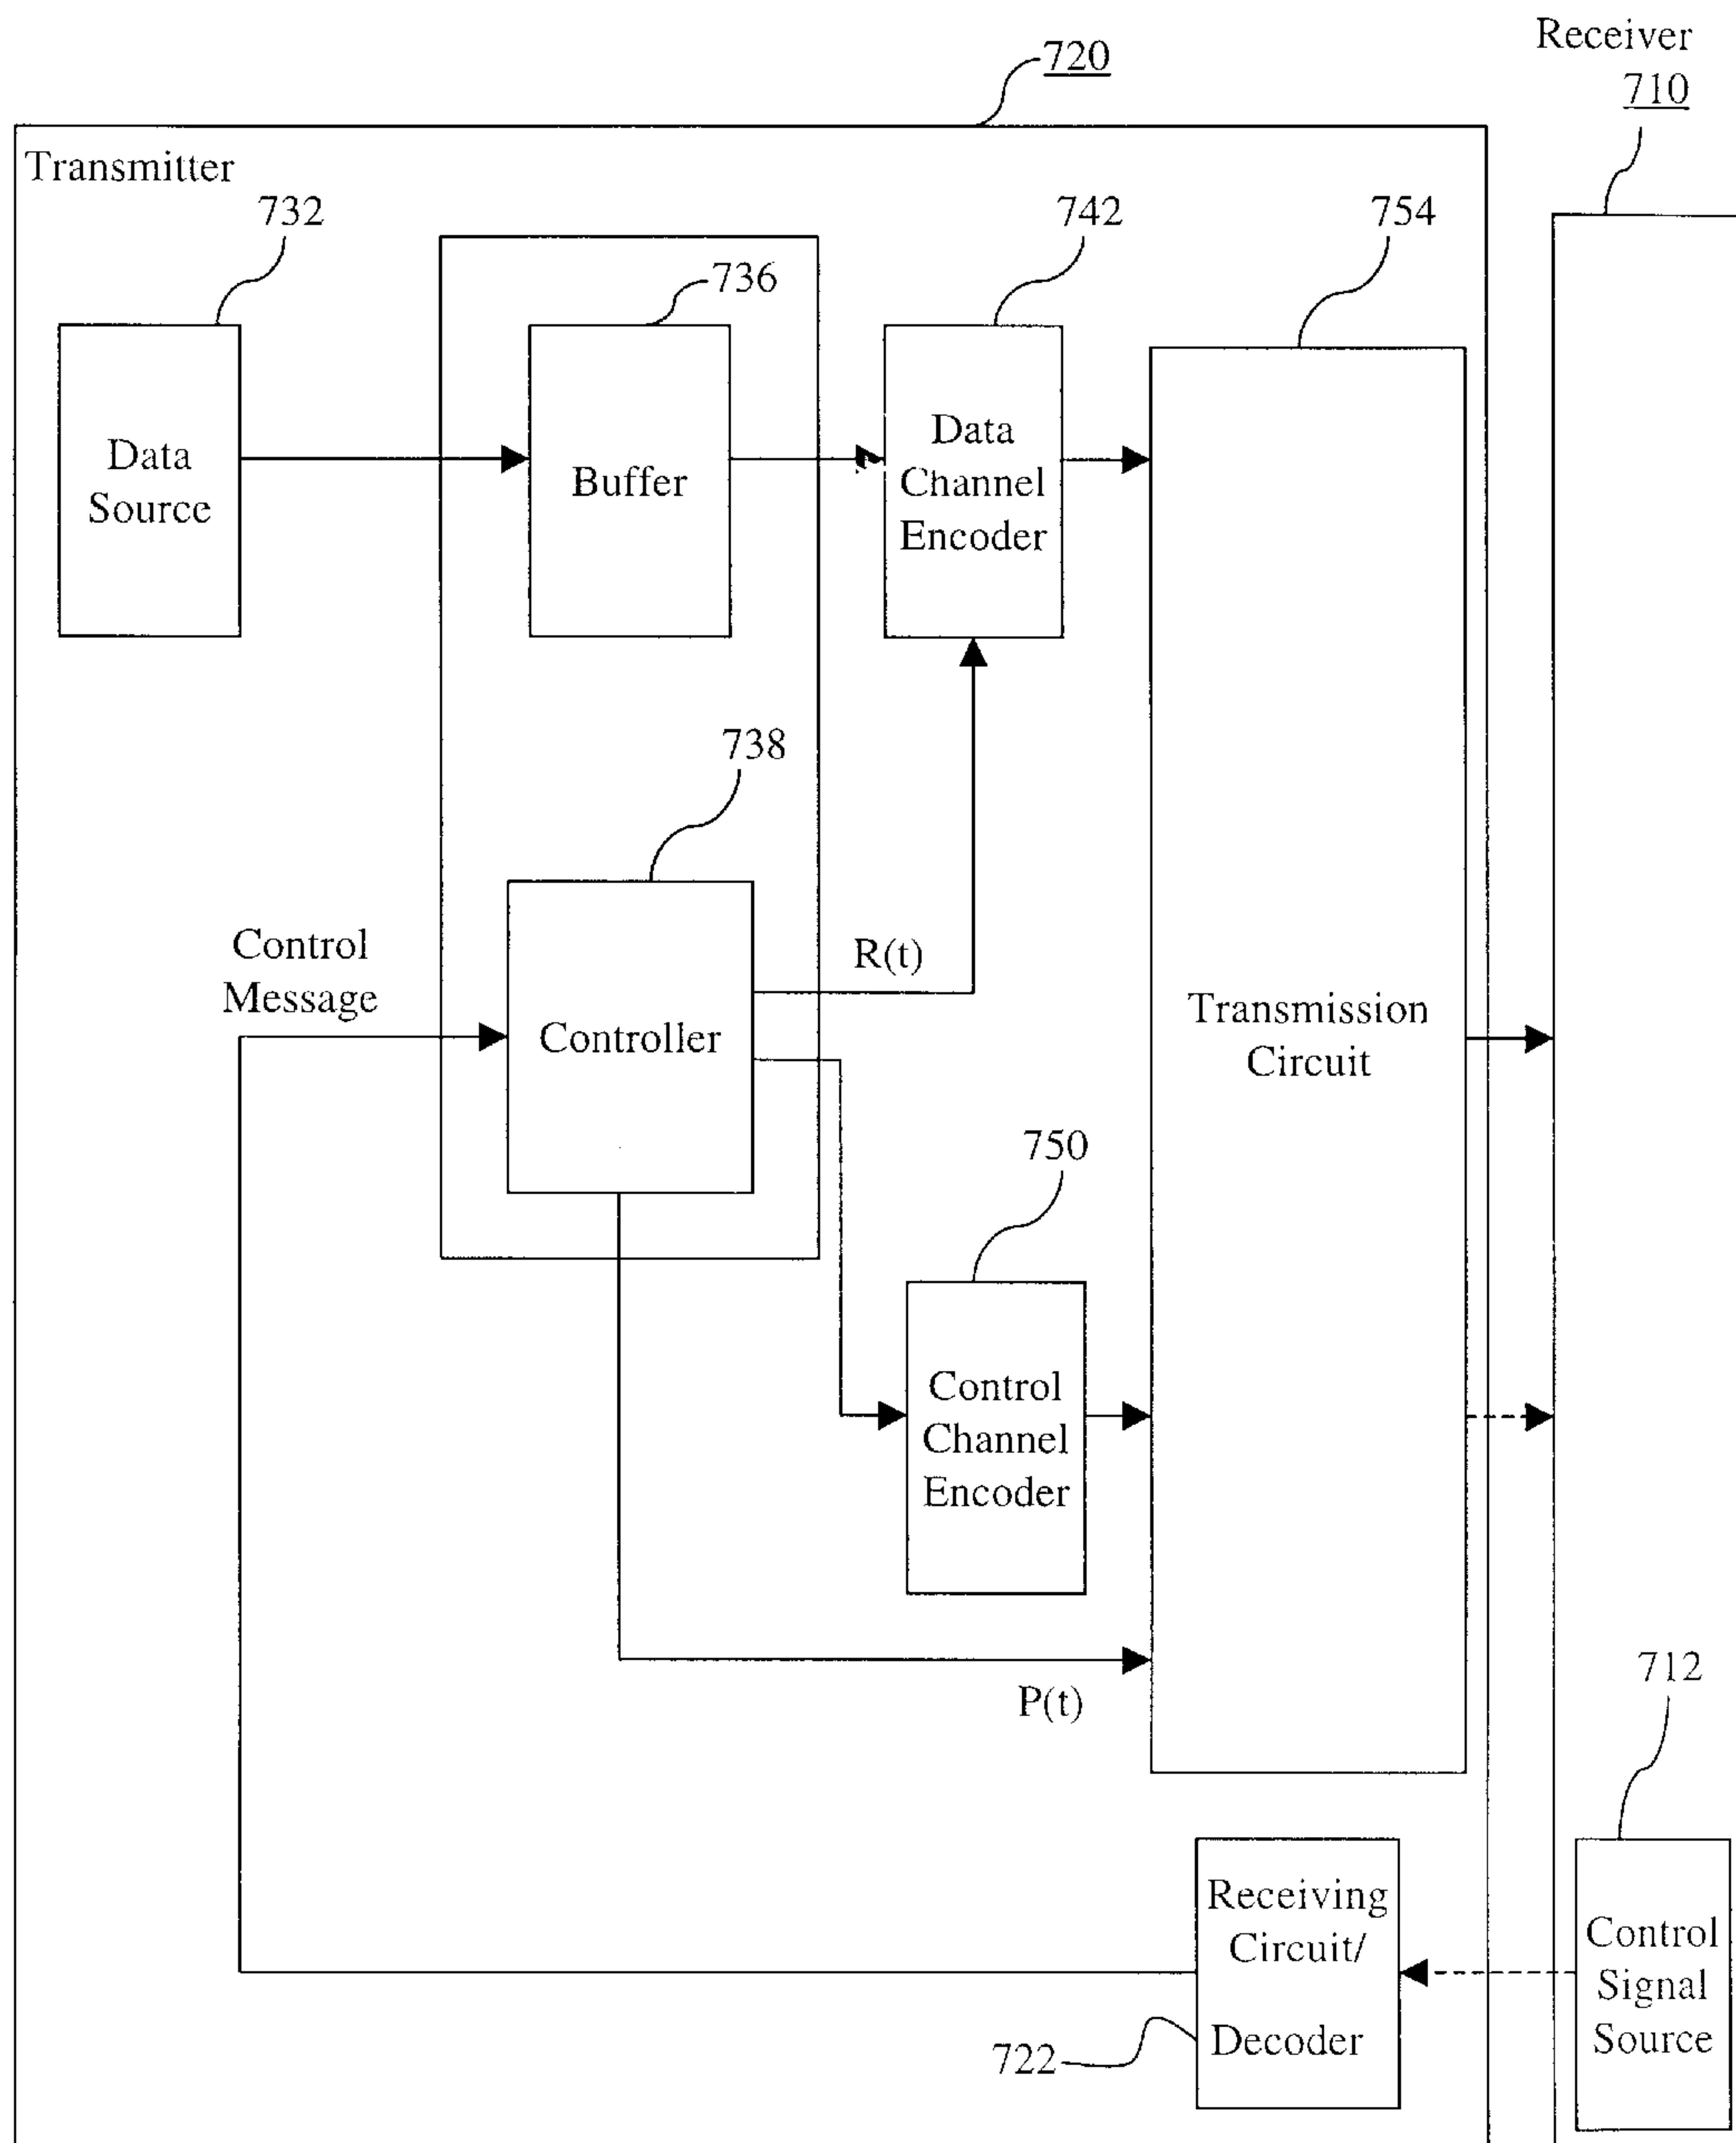 Receiver
710
720
Transmitter
732
742
754
736
Data
Source
Buffer
Data
Channel
Encoder
738
Control
Message
R(t)
Controller
Transmission
Circuit
750
Control
Channel
Encoder
P(t)
712
Receiving
Circuit/
Decoder
722
Control
Signal
Source